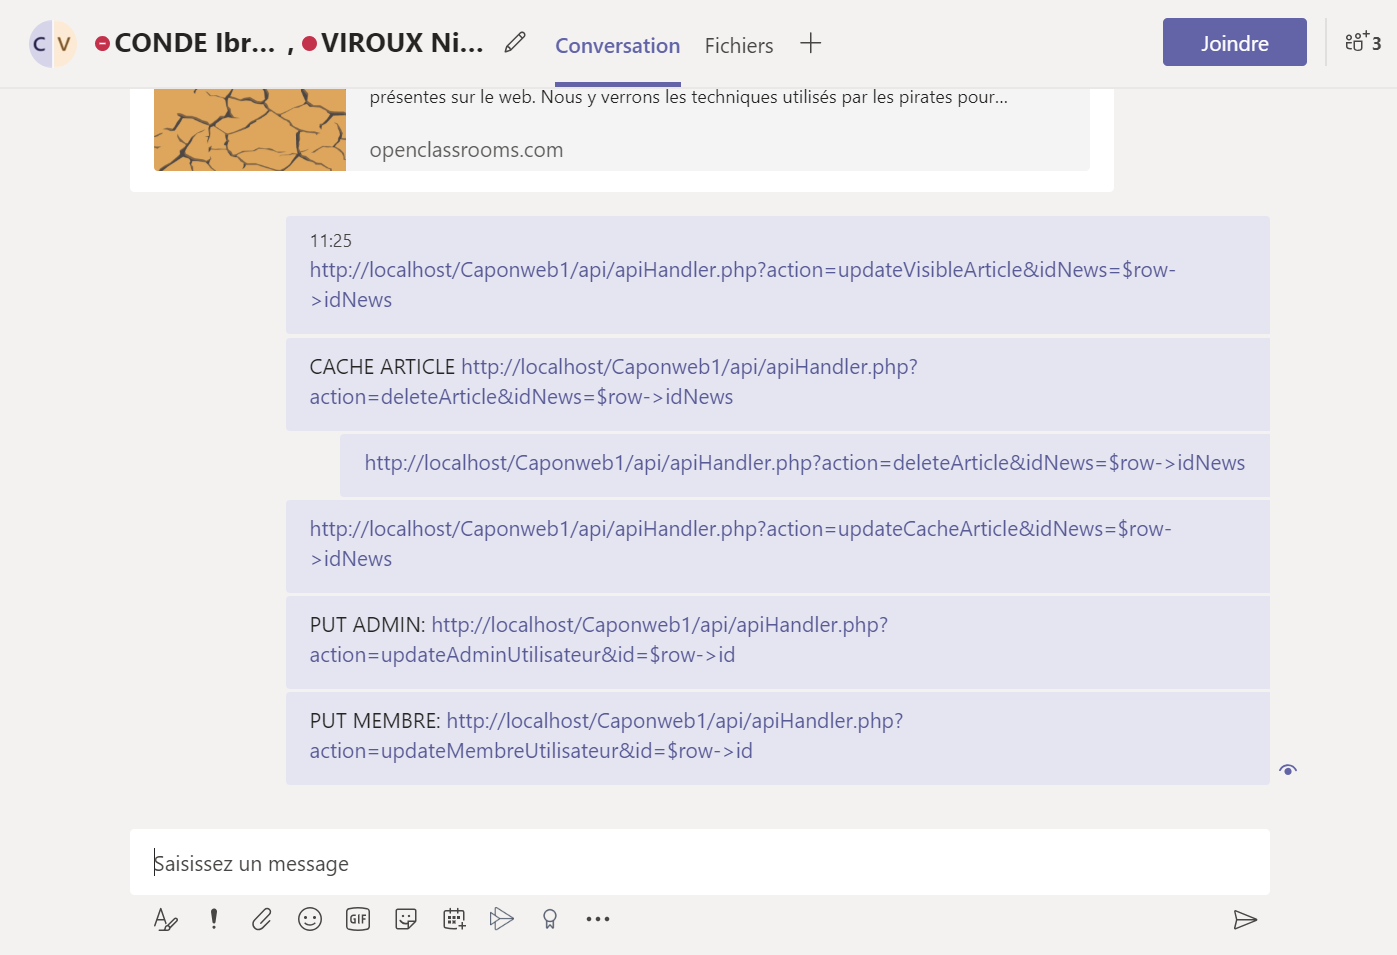 C V CONDE Ibr... , VIROUX Ni... Conversation Fichiers Joindre 3
présentes sur le web. Nous y verrons les techniques utilisés par les pirates pour...
openclassrooms.com
11:25
http://localhost/Caponweb1/api/apiHandler.php?action=updateVisibleArticle&idNews=$row-
>idNews
CACHE ARTICLE http://localhost/Caponweb1/api/apiHandler.php?
action=deleteArticle&idNews=$row->idNews
http://localhost/Caponweb1/api/apiHandler.php?action=deleteArticle&idNews=$row->idNews
http://localhost/Caponweb1/api/apiHandler.php?action=updateCacheArticle&idNews=$row-
>idNews
PUT ADMIN: http://localhost/Caponweb1/api/apiHandler.php?
action=updateAdminUtilisateur&id=$row->id
PUT MEMBRE: http://localhost/Caponweb1/api/apiHandler.php?
action=updateMembreUtilisateur&id=$row->id
Saisissez un message
GIF